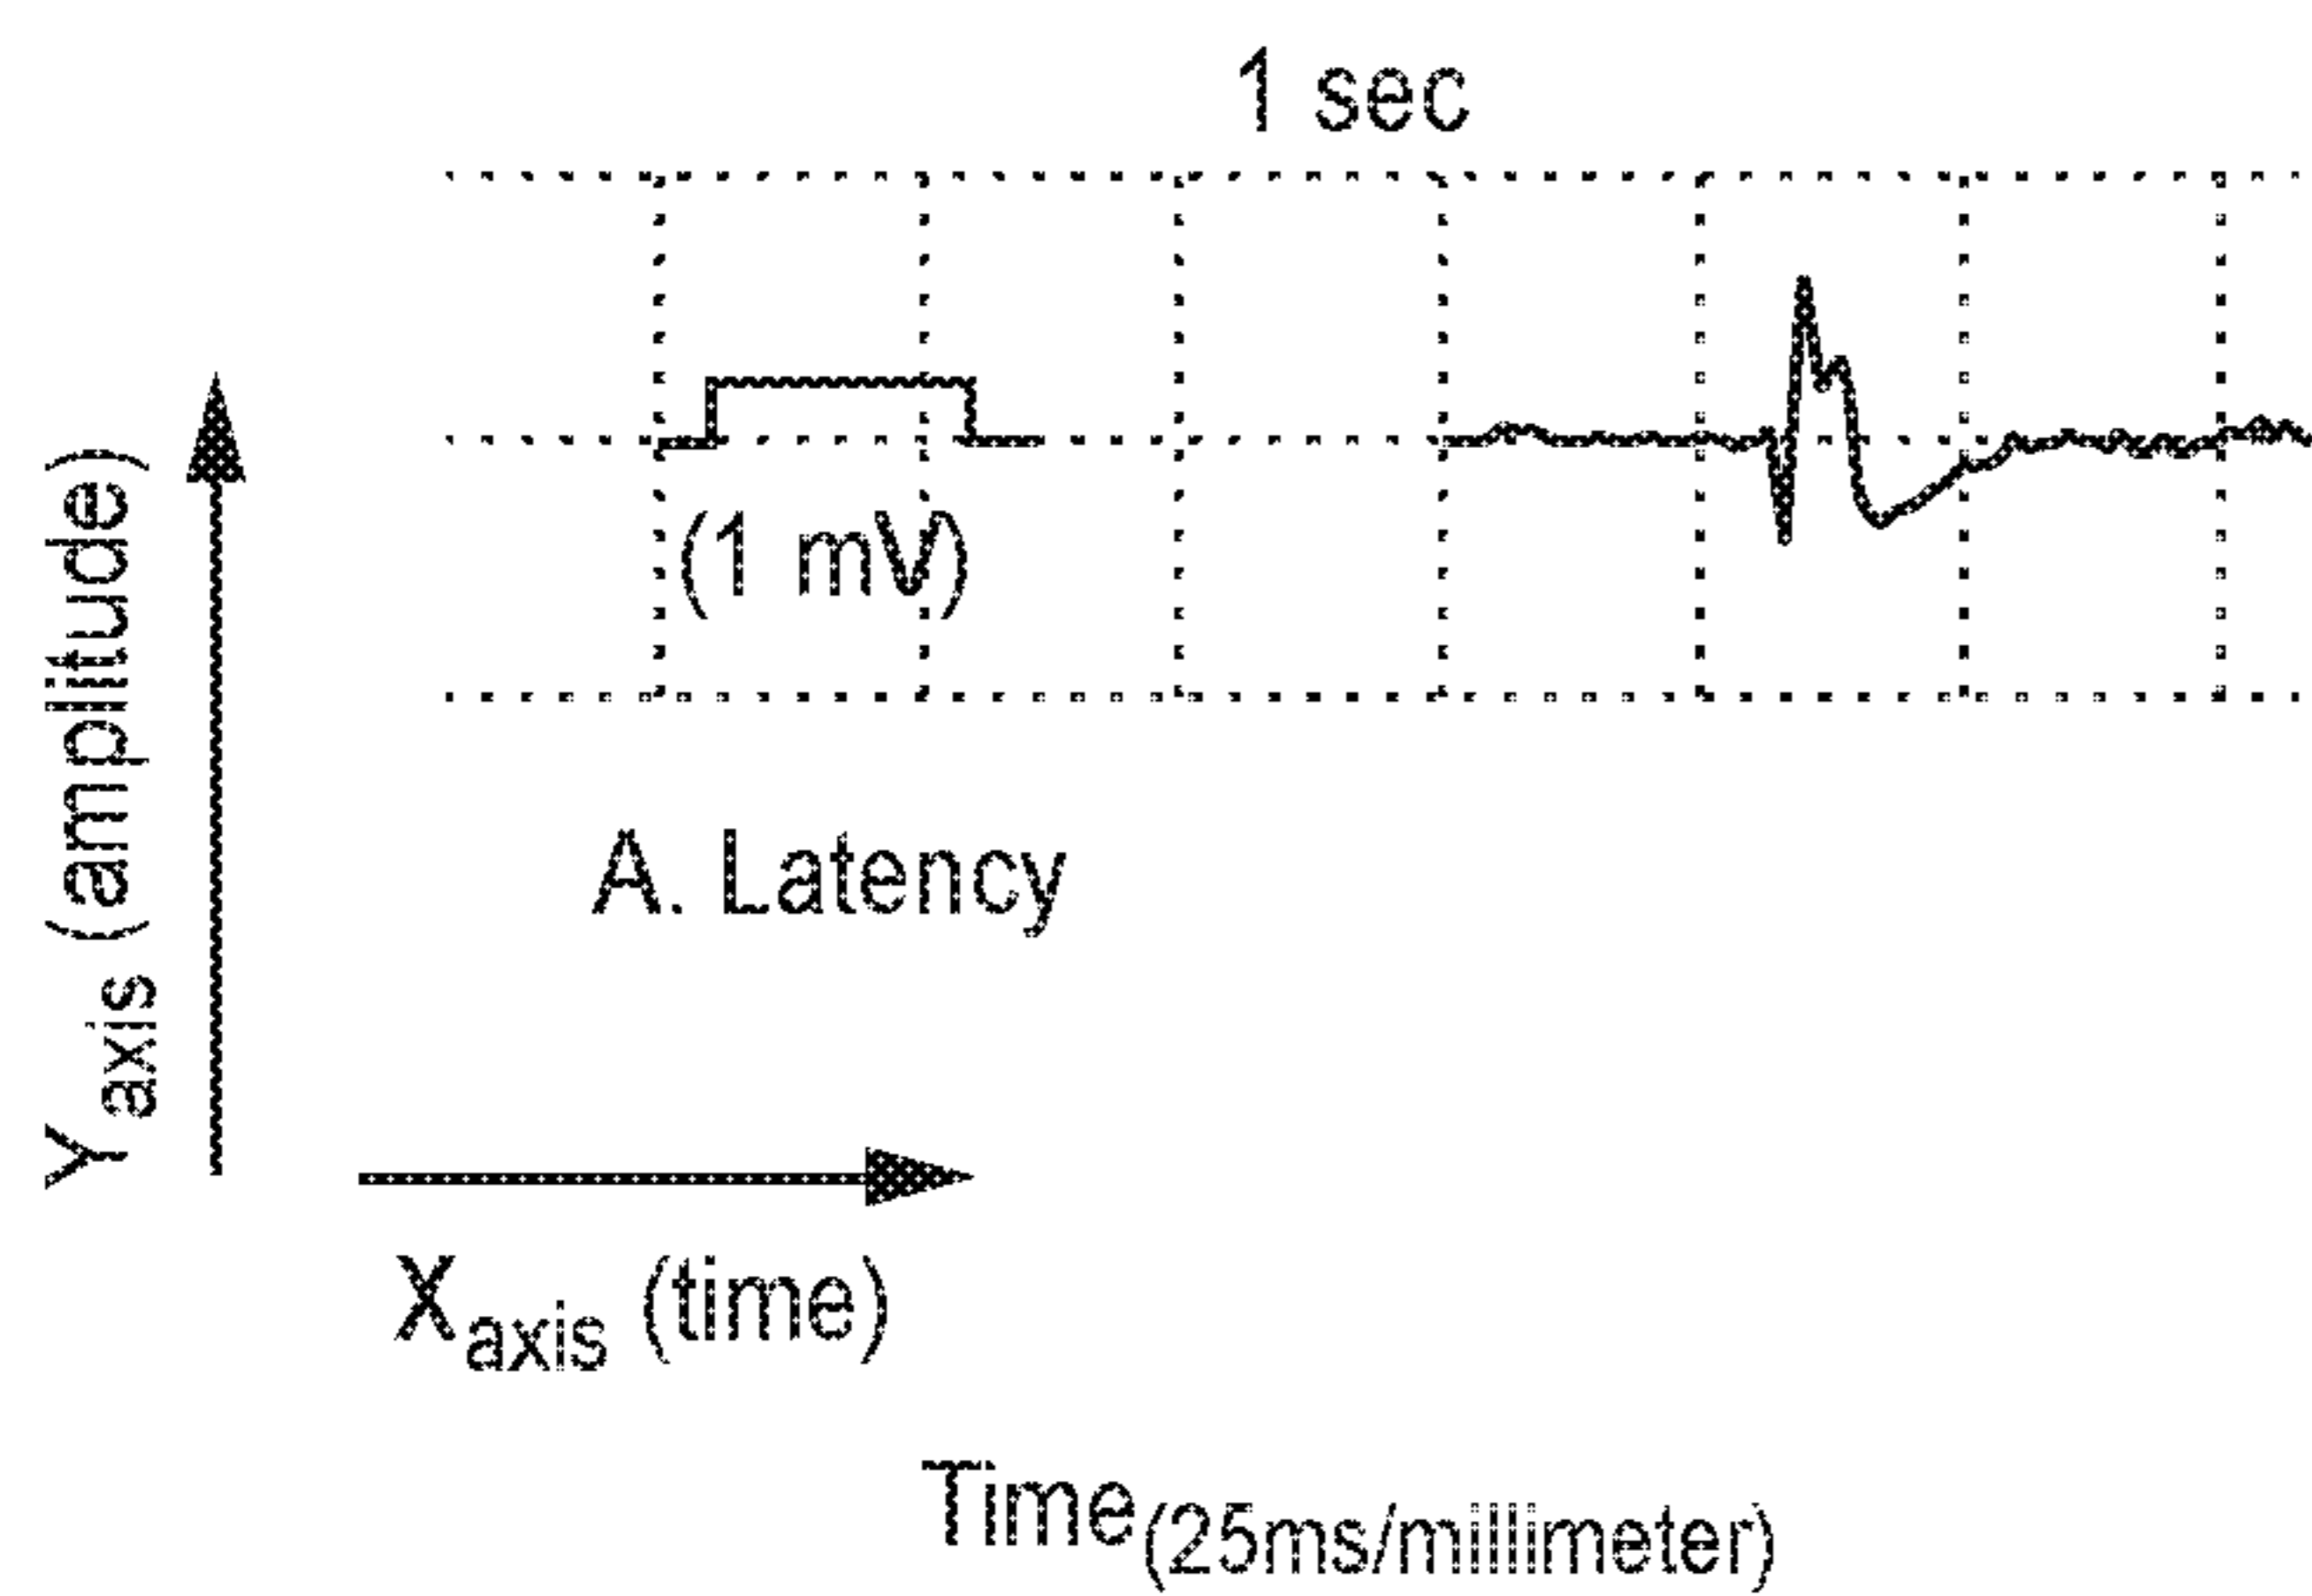 1 sec
(1 mV)
Yaxis (amplitude)
A. Latency
Xaxis (time)
Time(25ms/millimeter)